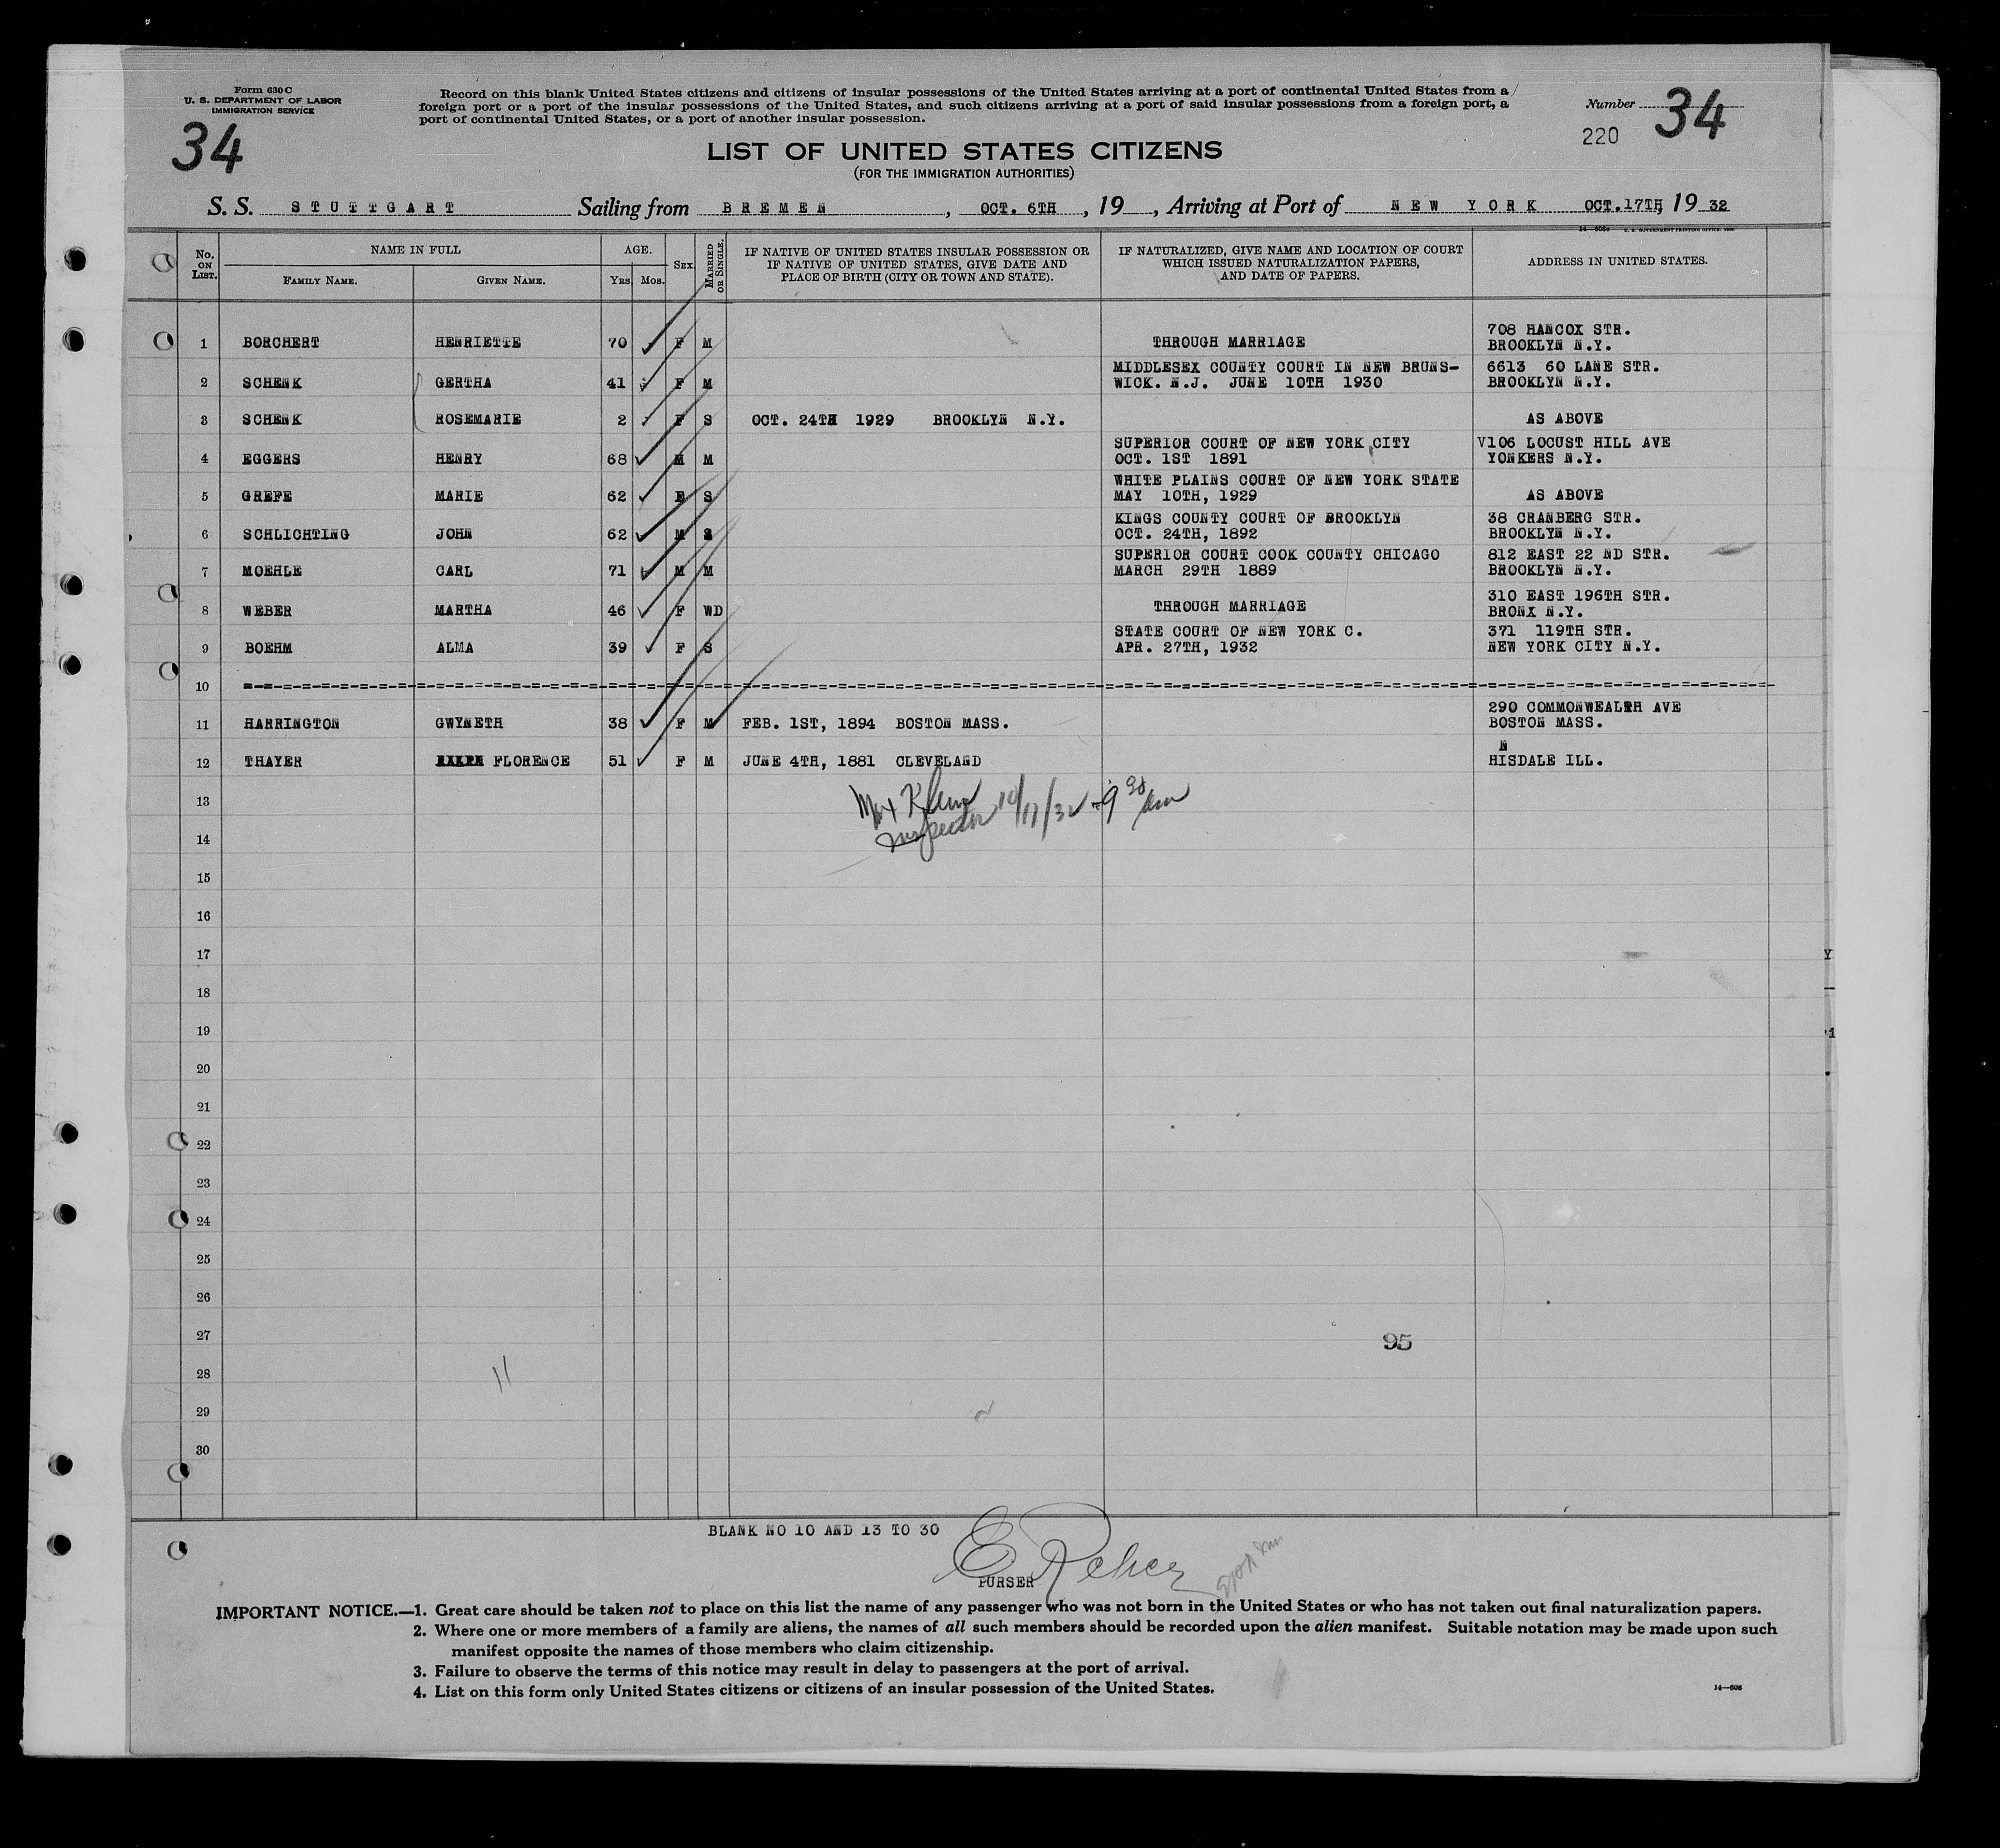 Form 630 C
U. S. DEPARTMENT OF LABOR
IMMIGRATION SERVICE
34
Record on this blank United States citizens and citizens of insular possessions of the United States arriving at a port of continental United States from a
foreign port or a port of the insular possessions of the United States, and such citizens arriving at a port of said insular possessions from a foreign port, a
port of continental United States, or a port of another insular possession.
Number 34
220
LIST OF UNITED STATES CITIZENS
(FOR THE IMMIGRATION AUTHORITIES)
S. S. STUTTGART Sailing from BREMEN, OCT. 6TH, 19 , Arriving at Port of NEW YORK OCT.17TH, 19 32
No. ON LIST. NAME IN FULL AGE. SEX MARRIED OR SINGLE. IF NATIVE OF UNITED STATES INSULAR POSSESSION OR IF NATIVE OF UNITED STATES, GIVE DATE AND PLACE OF BIRTH (CITY OR TOWN AND STATE). IF NATURALIZED, GIVE NAME AND LOCATION OF COURT WHICH ISSUED NATURALIZATION PAPERS, AND DATE OF PAPERS. ADDRESS IN UNITED STATES.
FAMILY NAME. GIVEN NAME. YRS. MOS.
1 BORCHERT HENRIETTE 70 F M THROUGH MARRIAGE 708 HANCOX STR. BROOKLYN N.Y.
2 SCHENK GERTHA 41 F M MIDDLESEX COUNTY COURT IN NEW BRUNS- WICK. N.J. JUNE 10TH 1930 6613 60 LANE STR. BROOKLYN N.Y.
3 SCHENK ROSEMARIE 2 F S OCT. 24TH 1929 BROOKLYN N.Y. AS ABOVE
4 EGGERS HENRY 68 M M SUPERIOR COURT OF NEW YORK CITY OCT. 1ST 1891 V106 LOCUST HILL AVE YONKERS N.Y.
5 GREFE MARIE 62 S WHITE PLAINS COURT OF NEW YORK STATE MAY 10TH, 1929 AS ABOVE
6 SCHLICHTING JOHN 62 M S KINGS COUNTY COURT OF BROOKLYN OCT. 24TH, 1892 38 CRANBERG STR. BROOKLYN N.Y.
7 MOEHLE CARL 71 M M SUPERIOR COURT COOK COUNTY CHICAGO MARCH 29TH 1889 812 EAST 22 ND STR. BROOKLYN N.Y.
8 WEBER MARTHA 46 F WD THROUGH MARRIAGE 310 EAST 196TH STR. BRONX N.Y.
9 BOEHM ALMA 39 F S STATE COURT OF NEW YORK C. APR. 27TH, 1932 371 119TH STR. NEW YORK CITY N.Y.
10
11 HARRINGTON GWYNETH 38 F M FEB. 1ST, 1894 BOSTON MASS. 290 COMMONWEALTH AVE BOSTON MASS.
12 THAYER FLORENCE 51 F M JUNE 4TH, 1881 CLEVELAND N HISDALE ILL.
13
Inspector 10/17/32 9 30 am
14
15
16
17
18
19
20
21
22
23
24
25
26
27
95
28
11
29
30
BLANK NO 10 AND 13 TO 30
E Reher
PURSER
IMPORTANT NOTICE.—1. Great care should be taken not to place on this list the name of any passenger who was not born in the United States or who has not taken out final naturalization papers.
2. Where one or more members of a family are aliens, the names of all such members should be recorded upon the alien manifest. Suitable notation may be made upon such
manifest opposite the names of those members who claim citizenship.
3. Failure to observe the terms of this notice may result in delay to passengers at the port of arrival.
4. List on this form only United States citizens or citizens of an insular possession of the United States.
14—606